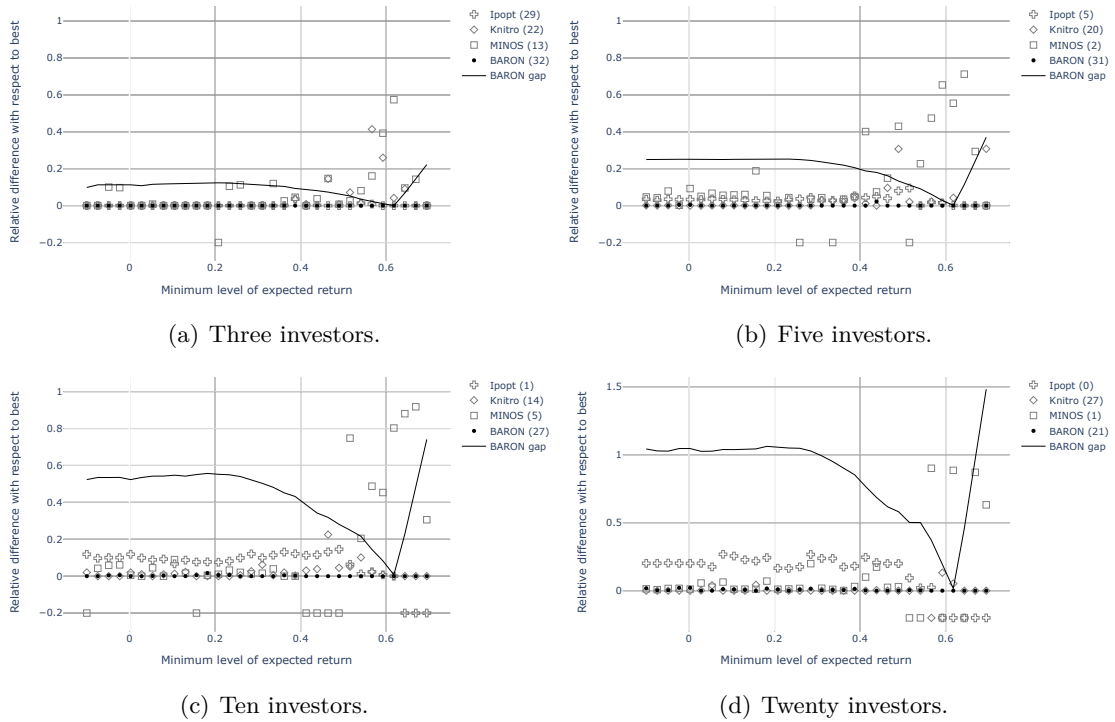 Relative difference with respect to best
1
0.8
0.6
0.4
0.2
0
−0.2
0
0.2
0.4
0.6
Minimum level of expected return
Ipopt (29)
Knitro (22)
MINOS (13)
BARON (32)
BARON gap
(a) Three investors.
Relative difference with respect to best
1
0.8
0.6
0.4
0.2
0
−0.2
0
0.2
0.4
0.6
Minimum level of expected return
Ipopt (5)
Knitro (20)
MINOS (2)
BARON (31)
BARON gap
(b) Five investors.
Relative difference with respect to best
1
0.8
0.6
0.4
0.2
0
−0.2
0
0.2
0.4
0.6
Minimum level of expected return
Ipopt (1)
Knitro (14)
MINOS (5)
BARON (27)
BARON gap
(c) Ten investors.
Relative difference with respect to best
1.5
1
0.5
0
0
0.2
0.4
0.6
Minimum level of expected return
Ipopt (0)
Knitro (27)
MINOS (1)
BARON (21)
BARON gap
(d) Twenty investors.